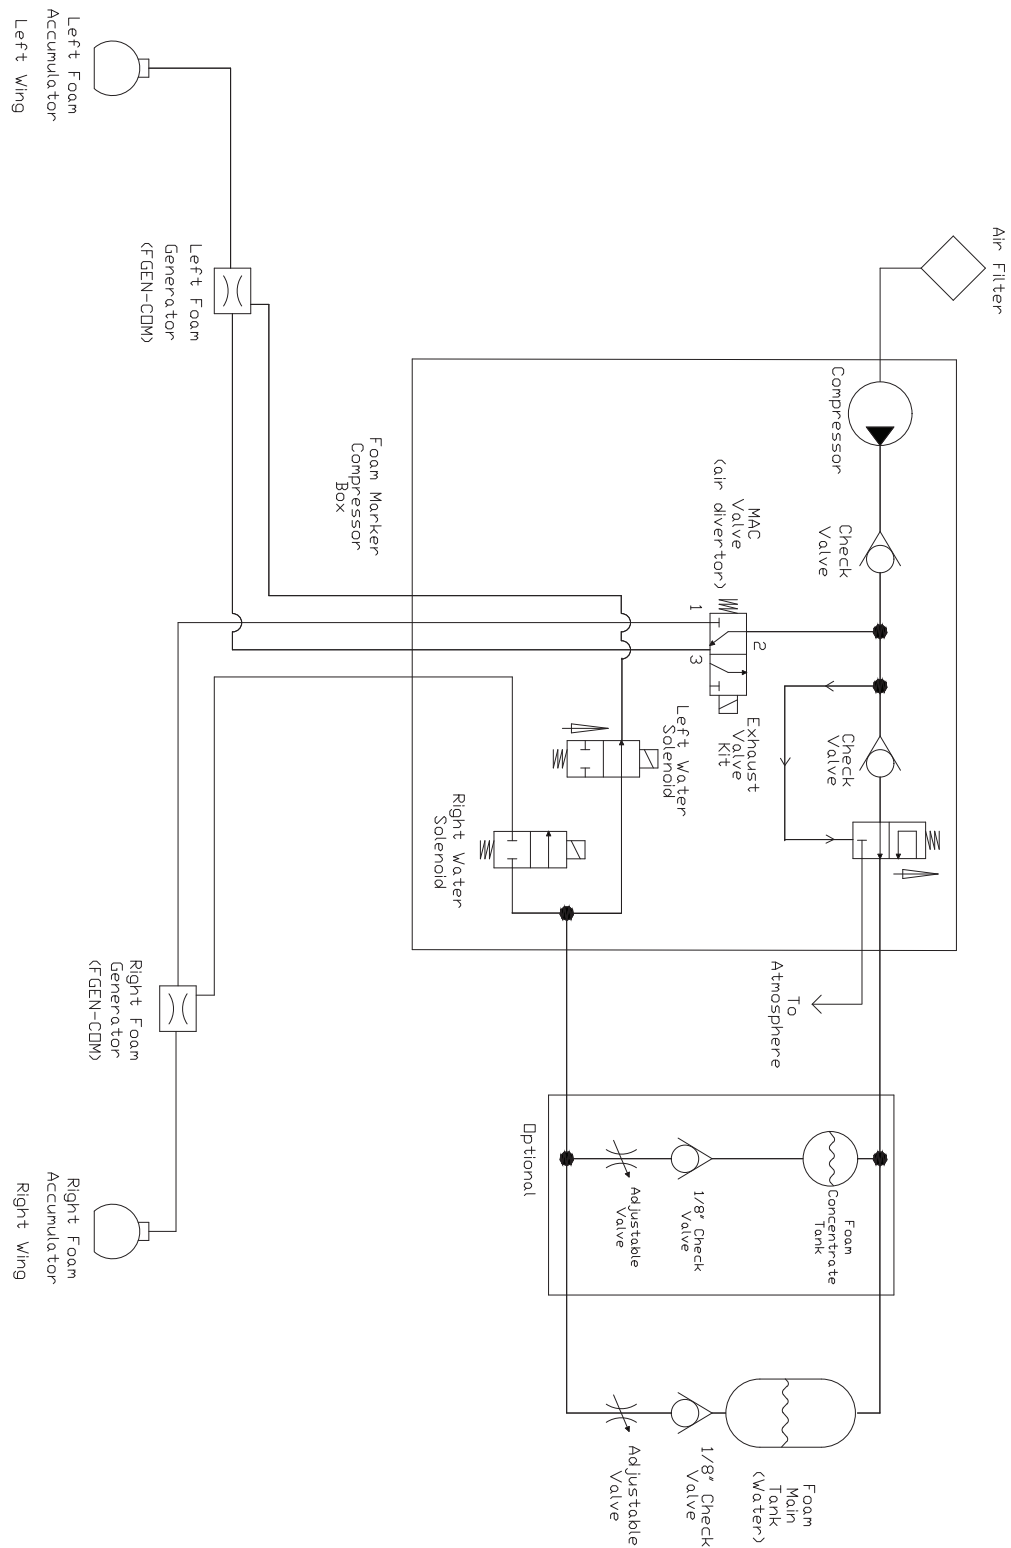 Air Filter
Compressor
Check
Valve
MAC
Valve
(air divertor)
1
2
3
Exhaust
Valve
Kit
Check
Valve
Left Water
Solenoid
Right Water
Solenoid
Foam Marker
Compressor
Box
To
Atmosphere
Left Foam
Accumulator
Left Wing
Left Foam
Generator
(FGEN-COM)
Right Foam
Generator
(FGEN-COM)
Right Foam
Accumulator
Right Wing
Optional
Foam
Concentrate
Tank
1/8" Check
Valve
Adjustable
Valve
Foam
Main
Tank
(Water)
1/8" Check
Valve
Adjustable
Valve